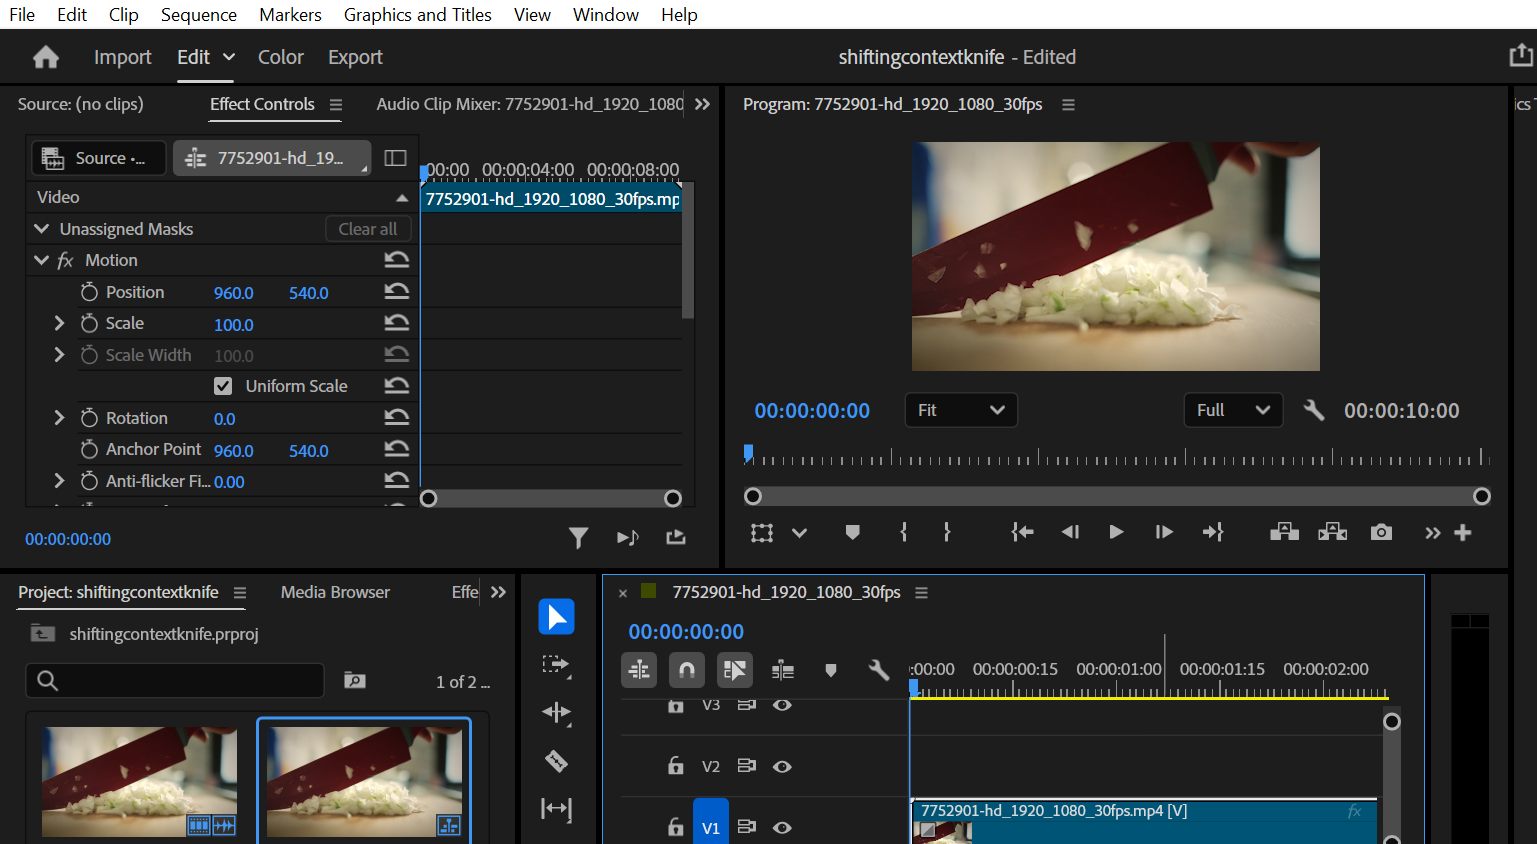 File Edit Clip Sequence Markers Graphics and Titles View Window Help
Import Edit Color Export shiftingcontextknife - Edited
Source: (no clips) Effect Controls Audio Clip Mixer: 7752901-hd_1920_1080
Program: 7752901-hd_1920_1080_30fps
Source •... 7752901-hd_19...
:00:00 00:00:04:00 00:00:08:00
Video
7752901-hd_1920_1080_30fps.mp
Unassigned Masks Clear all
fx Motion
Position 960.0 540.0
Scale 100.0
Scale Width 100.0
Uniform Scale
Rotation 0.0
Anchor Point 960.0 540.0
Anti-flicker Fi... 0.00
00:00:00:00
00:00:00:00 Fit Full 00:00:10:00
Project: shiftingcontextknife Media Browser Effe
shiftingcontextknife.prproj
1 of 2 ...
× 7752901-hd_1920_1080_30fps
00:00:00:00
:00:00 00:00:00:15 00:00:01:00 00:00:01:15 00:00:02:00
V3
V2
V1
7752901-hd_1920_1080_30fps.mp4 [V] fx